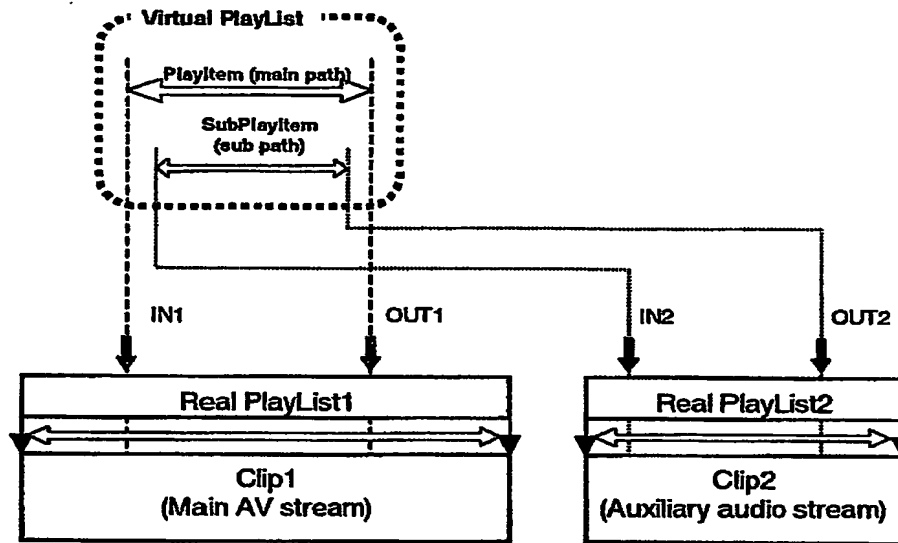 Virtual PlayList
PlayItem (main path)
SubPlayItem
(sub path)
IN1
OUT1
IN2
OUT2
Real PlayList1
Real PlayList2
Clip1
(Main AV stream)
Clip2
(Auxiliary audio stream)